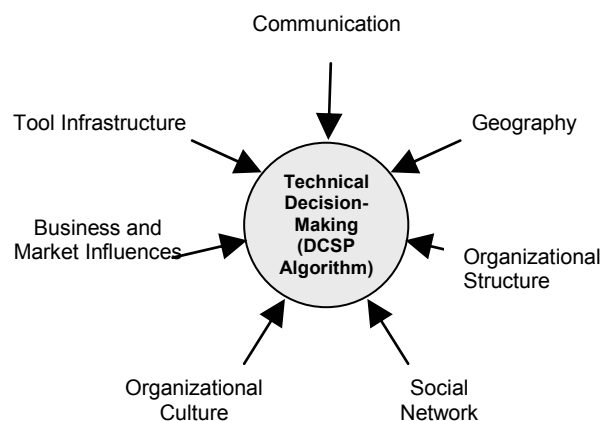 Communication
Tool Infrastructure
Geography
Technical
Decision-
Making
(DCSP
Algorithm)
Business and
Market Influences
Organizational
Structure
Organizational
Culture
Social
Network